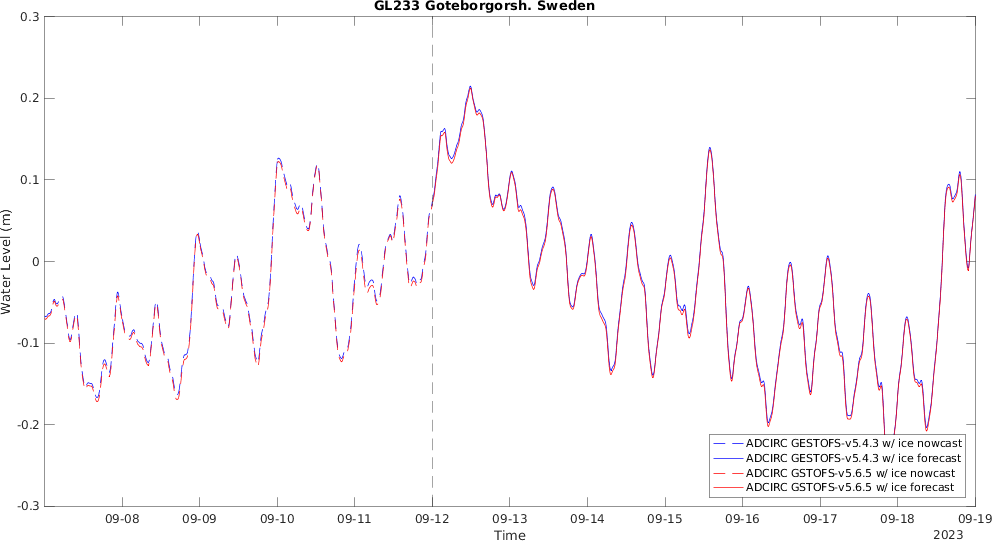 GL233 Goteborgorsh. Sweden
0.3
0.2
0.1
0
-0.1
-0.2
-0.3
Water Level (m)
09-08
09-09
09-10
09-11
09-12
09-13
09-14
09-15
09-16
09-17
09-18
09-19
Time
2023
ADCIRC GESTOFS-v5.4.3 w/ ice nowcast
ADCIRC GESTOFS-v5.4.3 w/ ice forecast
ADCIRC GSTOFS-v5.6.5 w/ ice nowcast
ADCIRC GSTOFS-v5.6.5 w/ ice forecast